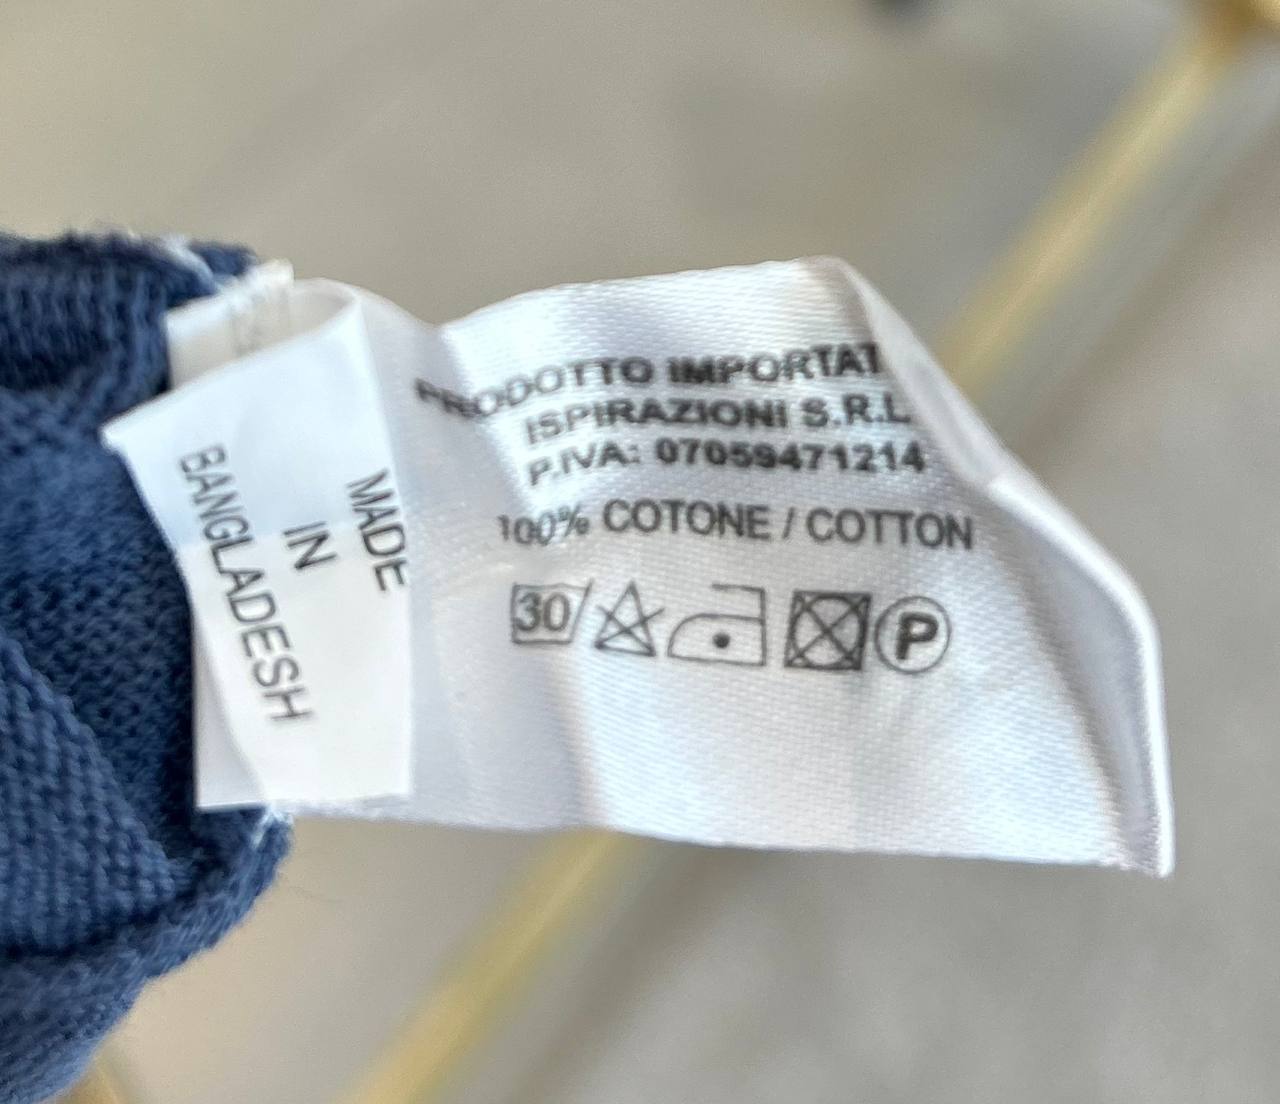 MADE
IN
BANGLADESH
PRODOTTO IMPORTAT
ISPIRAZIONI S.R.L
P.IVA: 07059471214
100% COTONE / COTTON
30
P